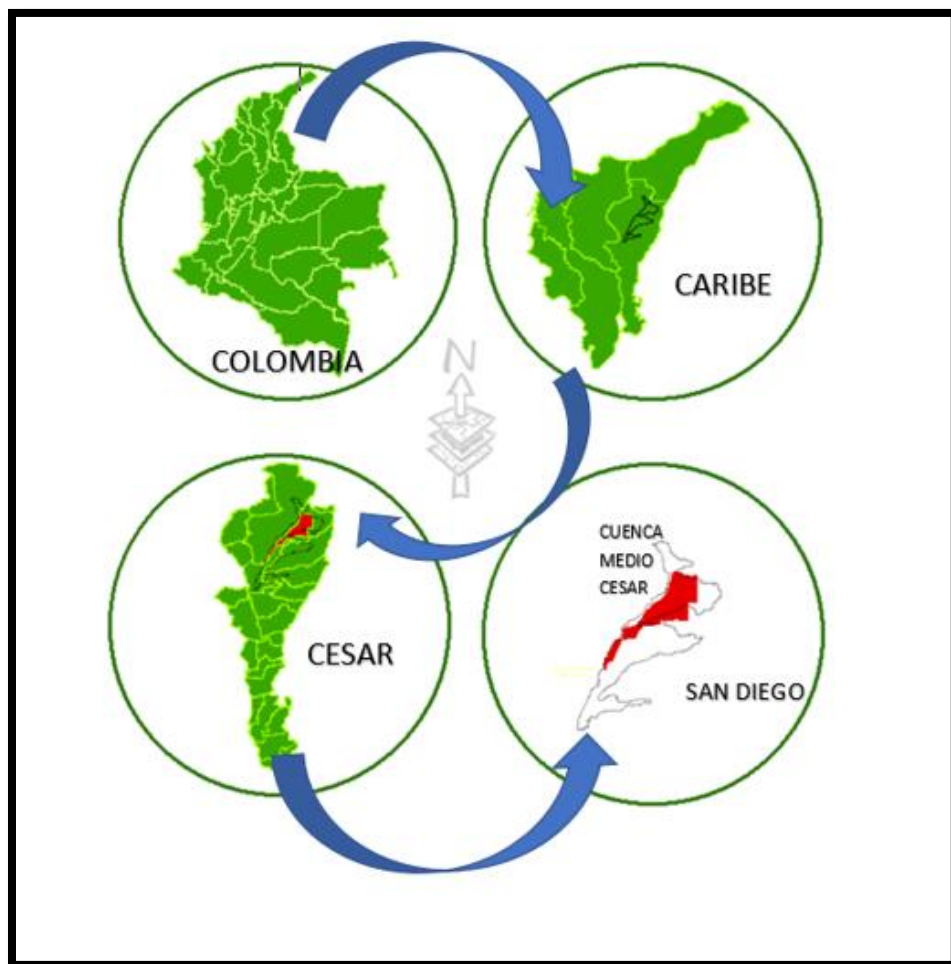 COLOMBIA
CARIBE
N
CESAR
CUENCA
MEDIO
CESAR
SAN DIEGO